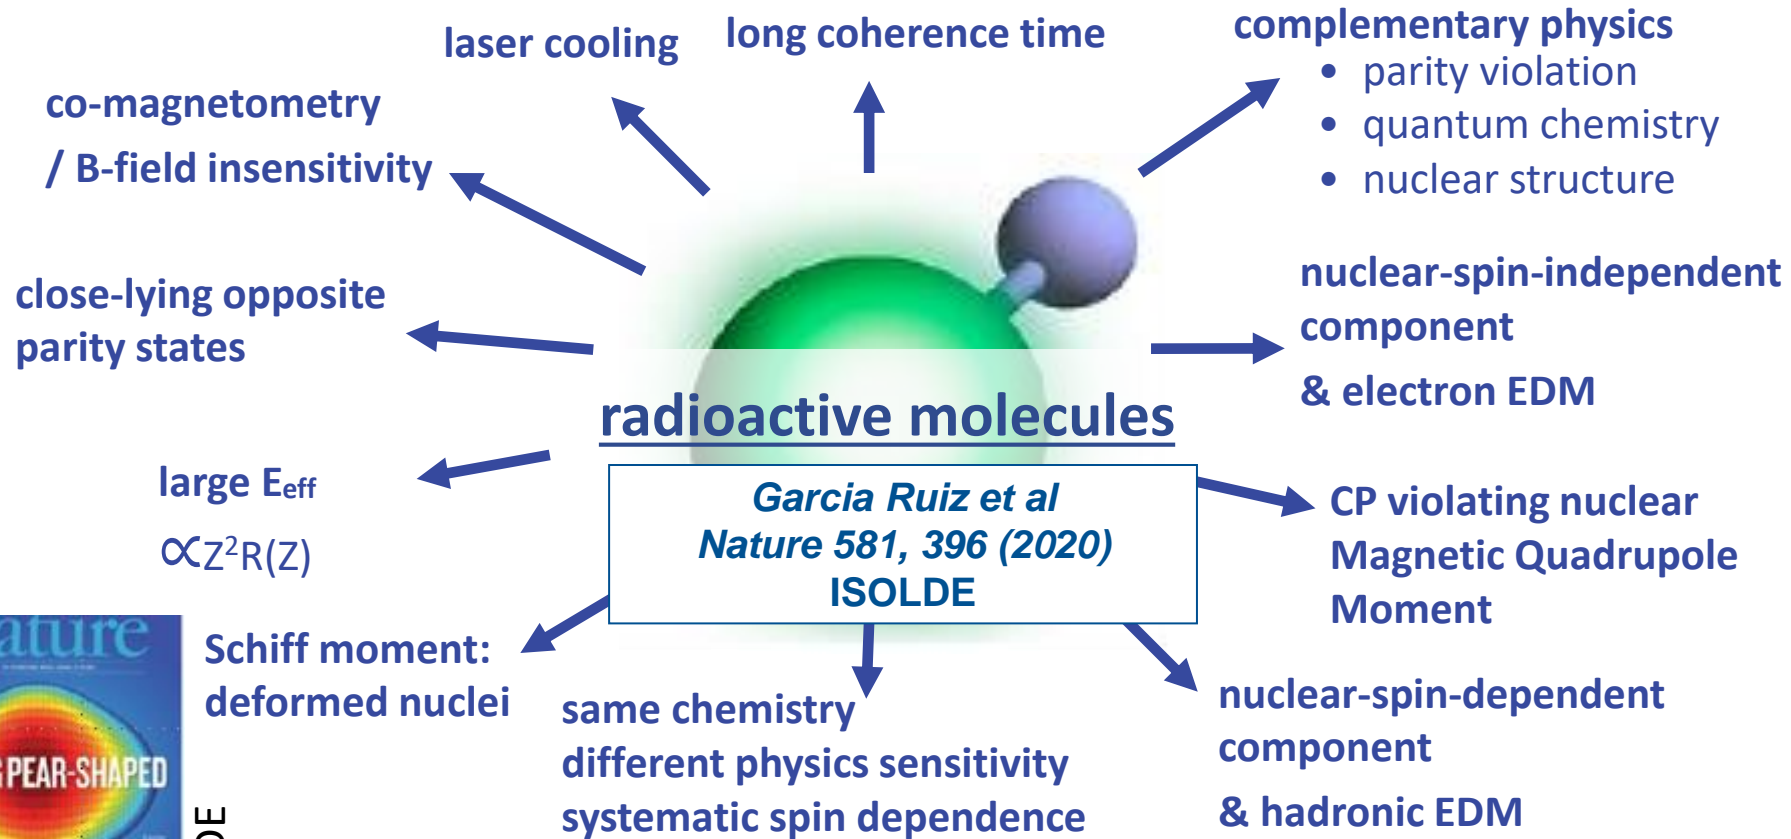 laser cooling
long coherence time
complementary physics
• parity violation
• quantum chemistry
• nuclear structure
co-magnetometry
/ B-field insensitivity
close-lying opposite
parity states
nuclear-spin-independent
component
& electron EDM
radioactive molecules
large Eeff
∝Z²R(Z)
Garcia Ruiz et al
Nature 581, 396 (2020)
ISOLDE
CP violating nuclear
Magnetic Quadrupole
Moment
Schiff moment:
deformed nuclei
same chemistry
different physics sensitivity
systematic spin dependence
nuclear-spin-dependent
component
& hadronic EDM
ature
PEAR-SHAPED